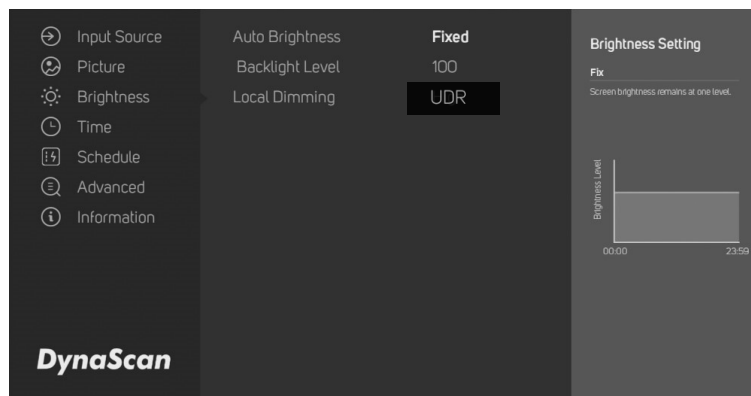 Input Source
Picture
Brightness
Time
Schedule
Advanced
Information
DynaScan
Auto Brightness Fixed
Backlight Level 100
Local Dimming UDR
Brightness Setting
Fix
Screen brightness remains at one level.
Brightness Level
00:00 23:59